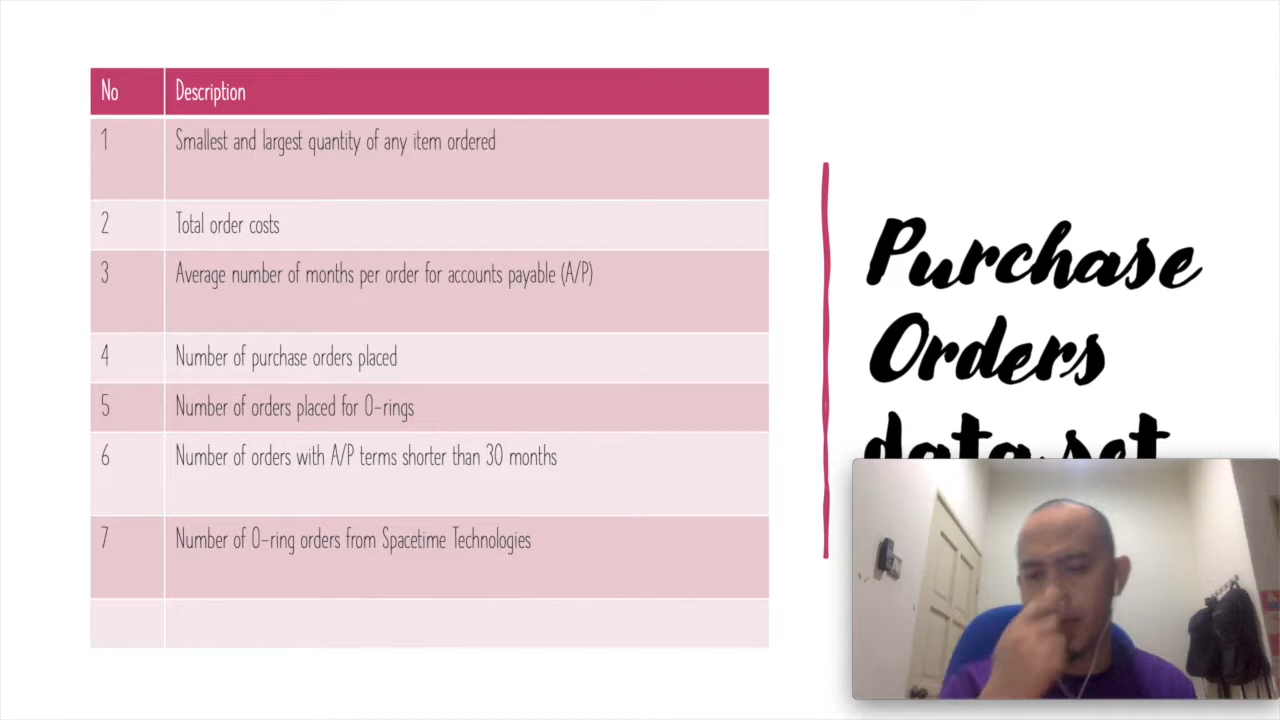 No Description
1 Smallest and largest quantity of any item ordered
2 Total order costs
3 Average number of months per order for accounts payable (A/P)
4 Number of purchase orders placed
5 Number of orders placed for O-rings
6 Number of orders with A/P terms shorter than 30 months
7 Number of O-ring orders from Spacetime Technologies
Purchase
Orders
data set